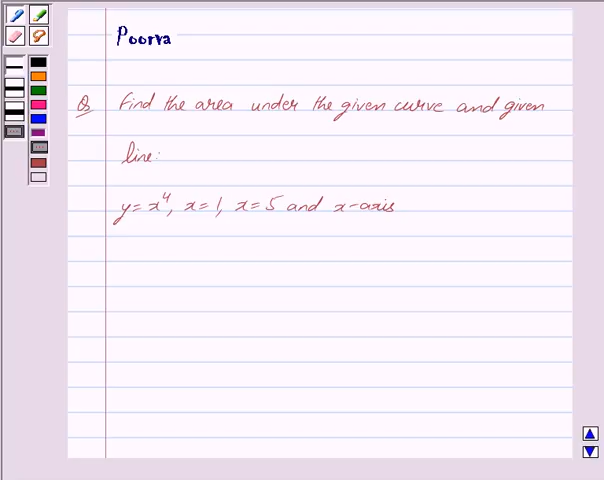 Poorva
Q Find the area under the given curve and given
line:
y = x⁴, x = 1, x = 5 and x-axis